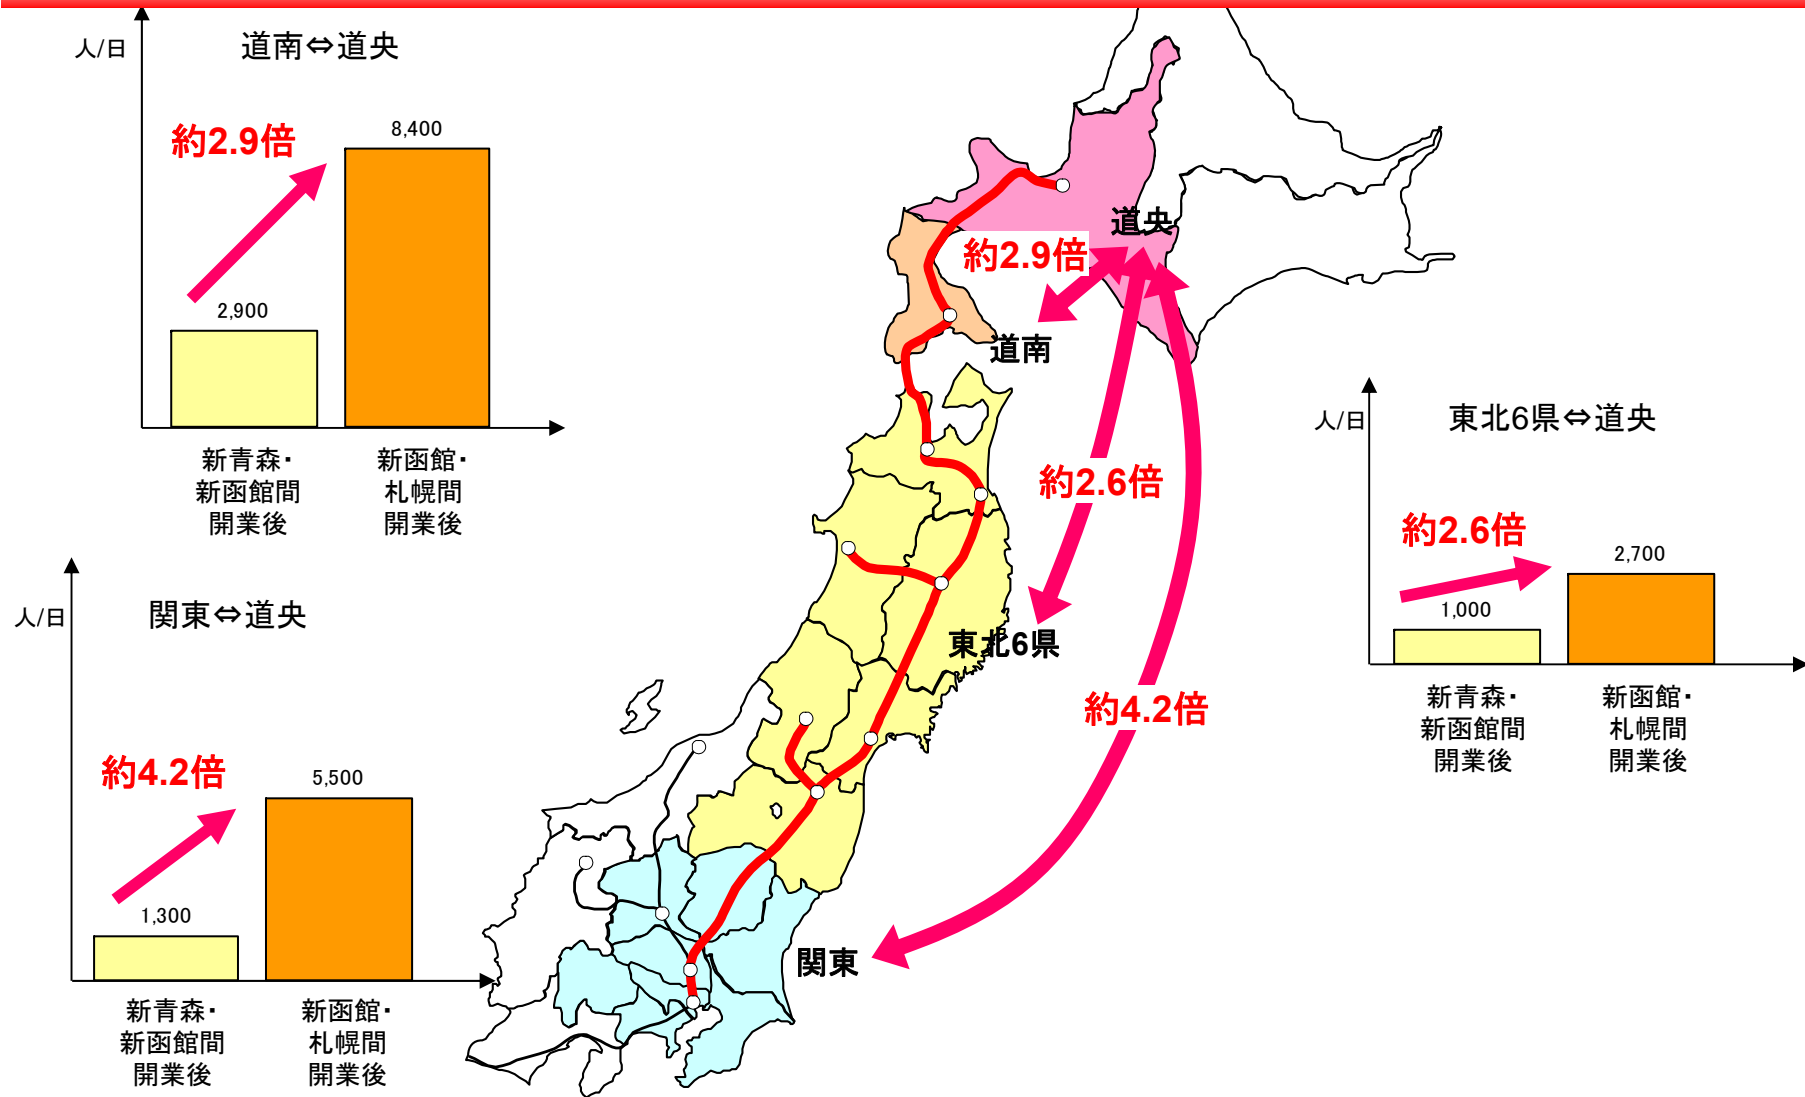 人/日
道南⇔道央
約2.9倍
8,400
2,900
新青森・
新函館間
開業後
新函館・
札幌間
開業後
道央
約2.9倍
道南
人/日
東北6県⇔道央
約2.6倍
約2.6倍
2,700
1,000
新青森・
新函館間
開業後
新函館・
札幌間
開業後
人/日
関東⇔道央
東北6県
約4.2倍
約4.2倍
5,500
1,300
関東
新青森・
新函館間
開業後
新函館・
札幌間
開業後